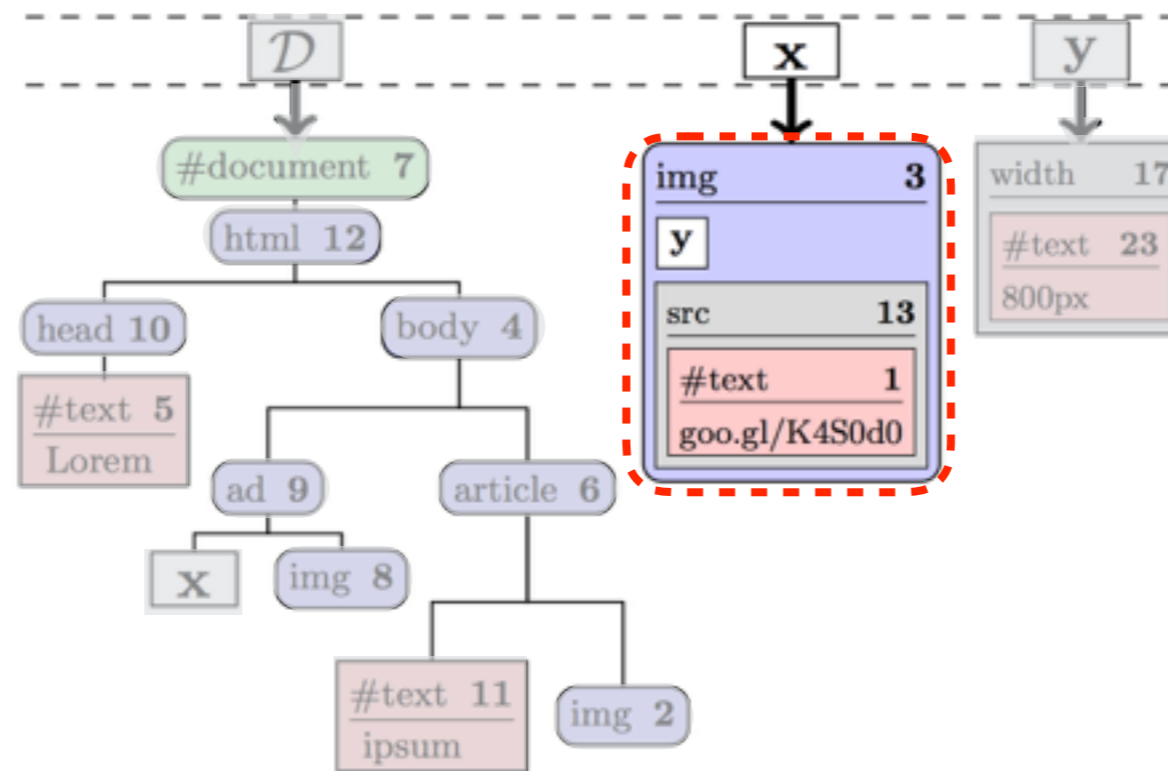 D x y
#document 7
img 3
width 17
html 12
y
#text 23
800px
head 10
body 4
src 13
#text 5
Lorem
#text 1
goo.gl/K4S0d0
ad 9
article 6
x
img 8
#text 11
ipsum
img 2